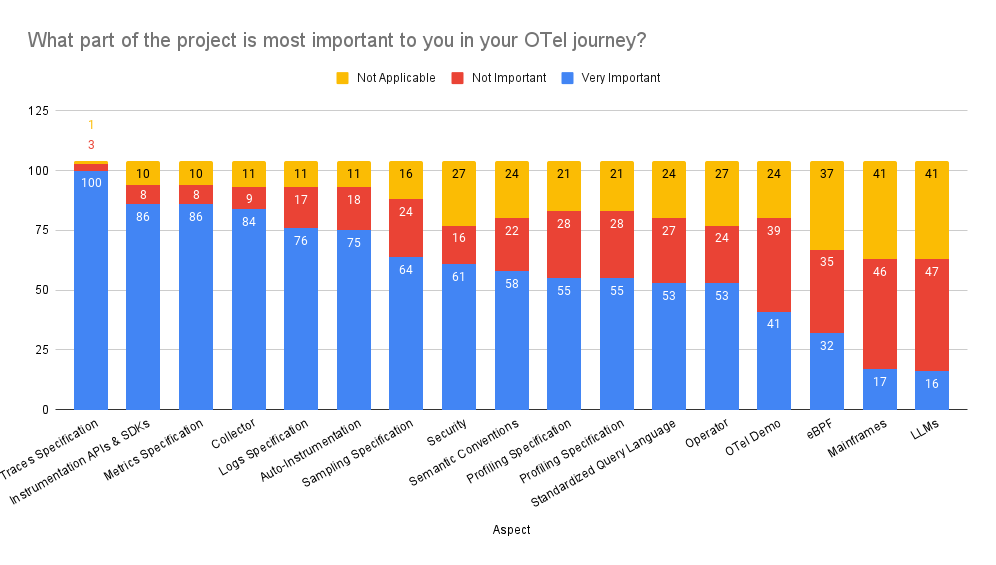 What part of the project is most important to you in your OTel journey?
Not Applicable Not Important Very Important
125
100
75
50
25
0
1
3
100
10
8
86
10
8
86
11
9
84
11
17
76
11
18
75
16
24
64
27
16
61
24
22
58
21
28
55
21
28
55
24
27
53
27
24
53
24
39
41
37
35
32
41
46
17
41
47
16
Traces Specification
Instrumentation APIs & SDKs
Metrics Specification
Collector
Logs Specification
Auto-Instrumentation
Sampling Specification
Security
Semantic Conventions
Profiling Specification
Profiling Specification
Standardized Query Language
Operator
OTel Demo
eBPF
Mainframes
LLMs
Aspect